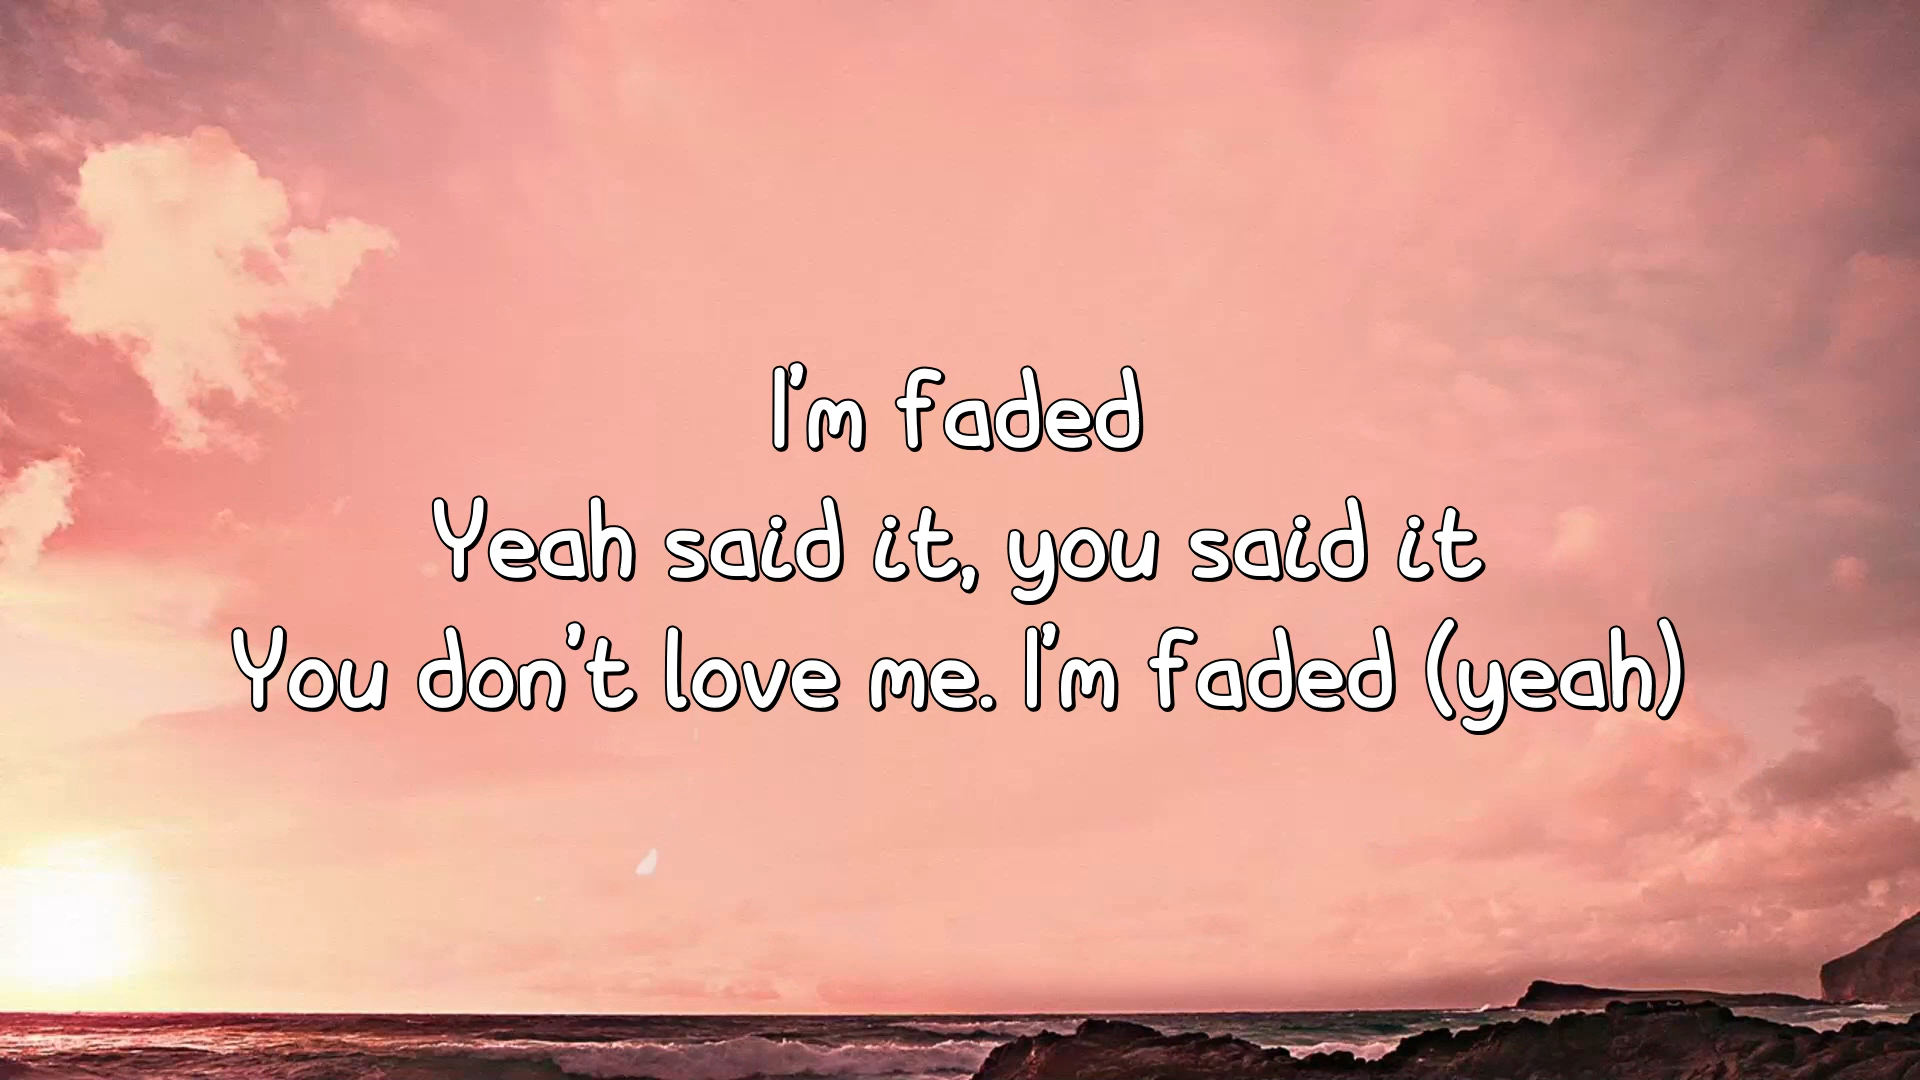 I'm faded
Yeah said it, you said it
You don't love me. I'm faded (yeah)